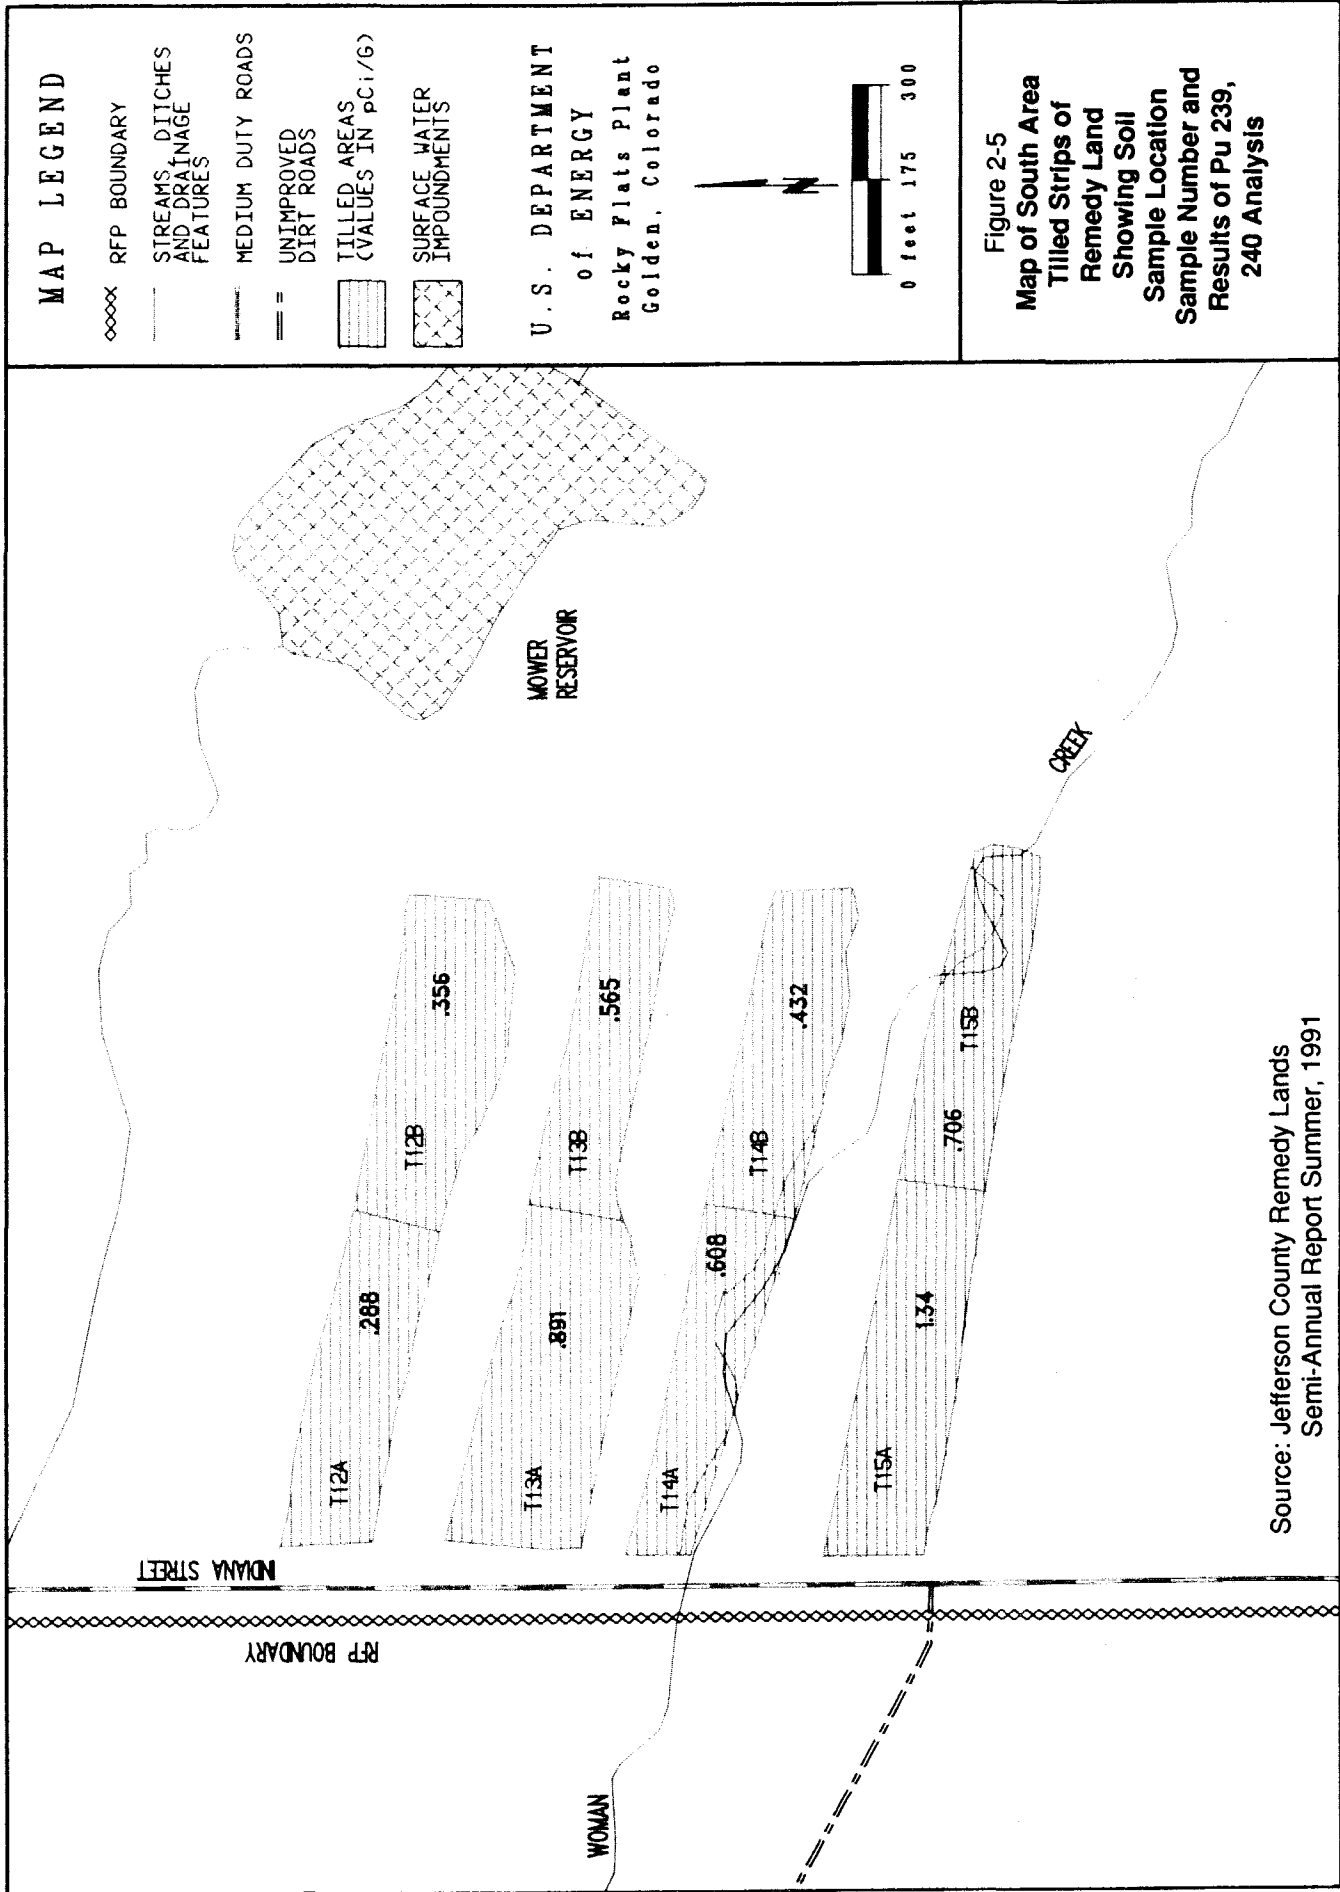 MAP LEGEND
RFP BOUNDARY
STREAMS, DITCHES
AND DRAINAGE
FEATURES
MEDIUM DUTY ROADS
UNIMPROVED
DIRT ROADS
TILLED AREAS
(VALUES IN pCi/G)
SURFACE WATER
IMPOUNDMENTS
U.S. DEPARTMENT
of ENERGY
Rocky Flats Plant
Golden, Colorado
N
0 feet 175 300
Figure 2-5
Map of South Area
Tilled Strips of
Remedy Land
Showing Soil
Sample Location
Sample Number and
Results of Pu 239,
240 Analysis
RFP BOUNDARY
INDIANA STREET
WOMAN
CREEK
MOWER
RESERVOIR
T12A
.288
T12B
.356
T13A
.891
T13B
.565
T14A
.608
T14B
.432
T15A
1.34
.706
T15B
Source: Jefferson County Remedy Lands
Semi-Annual Report Summer, 1991